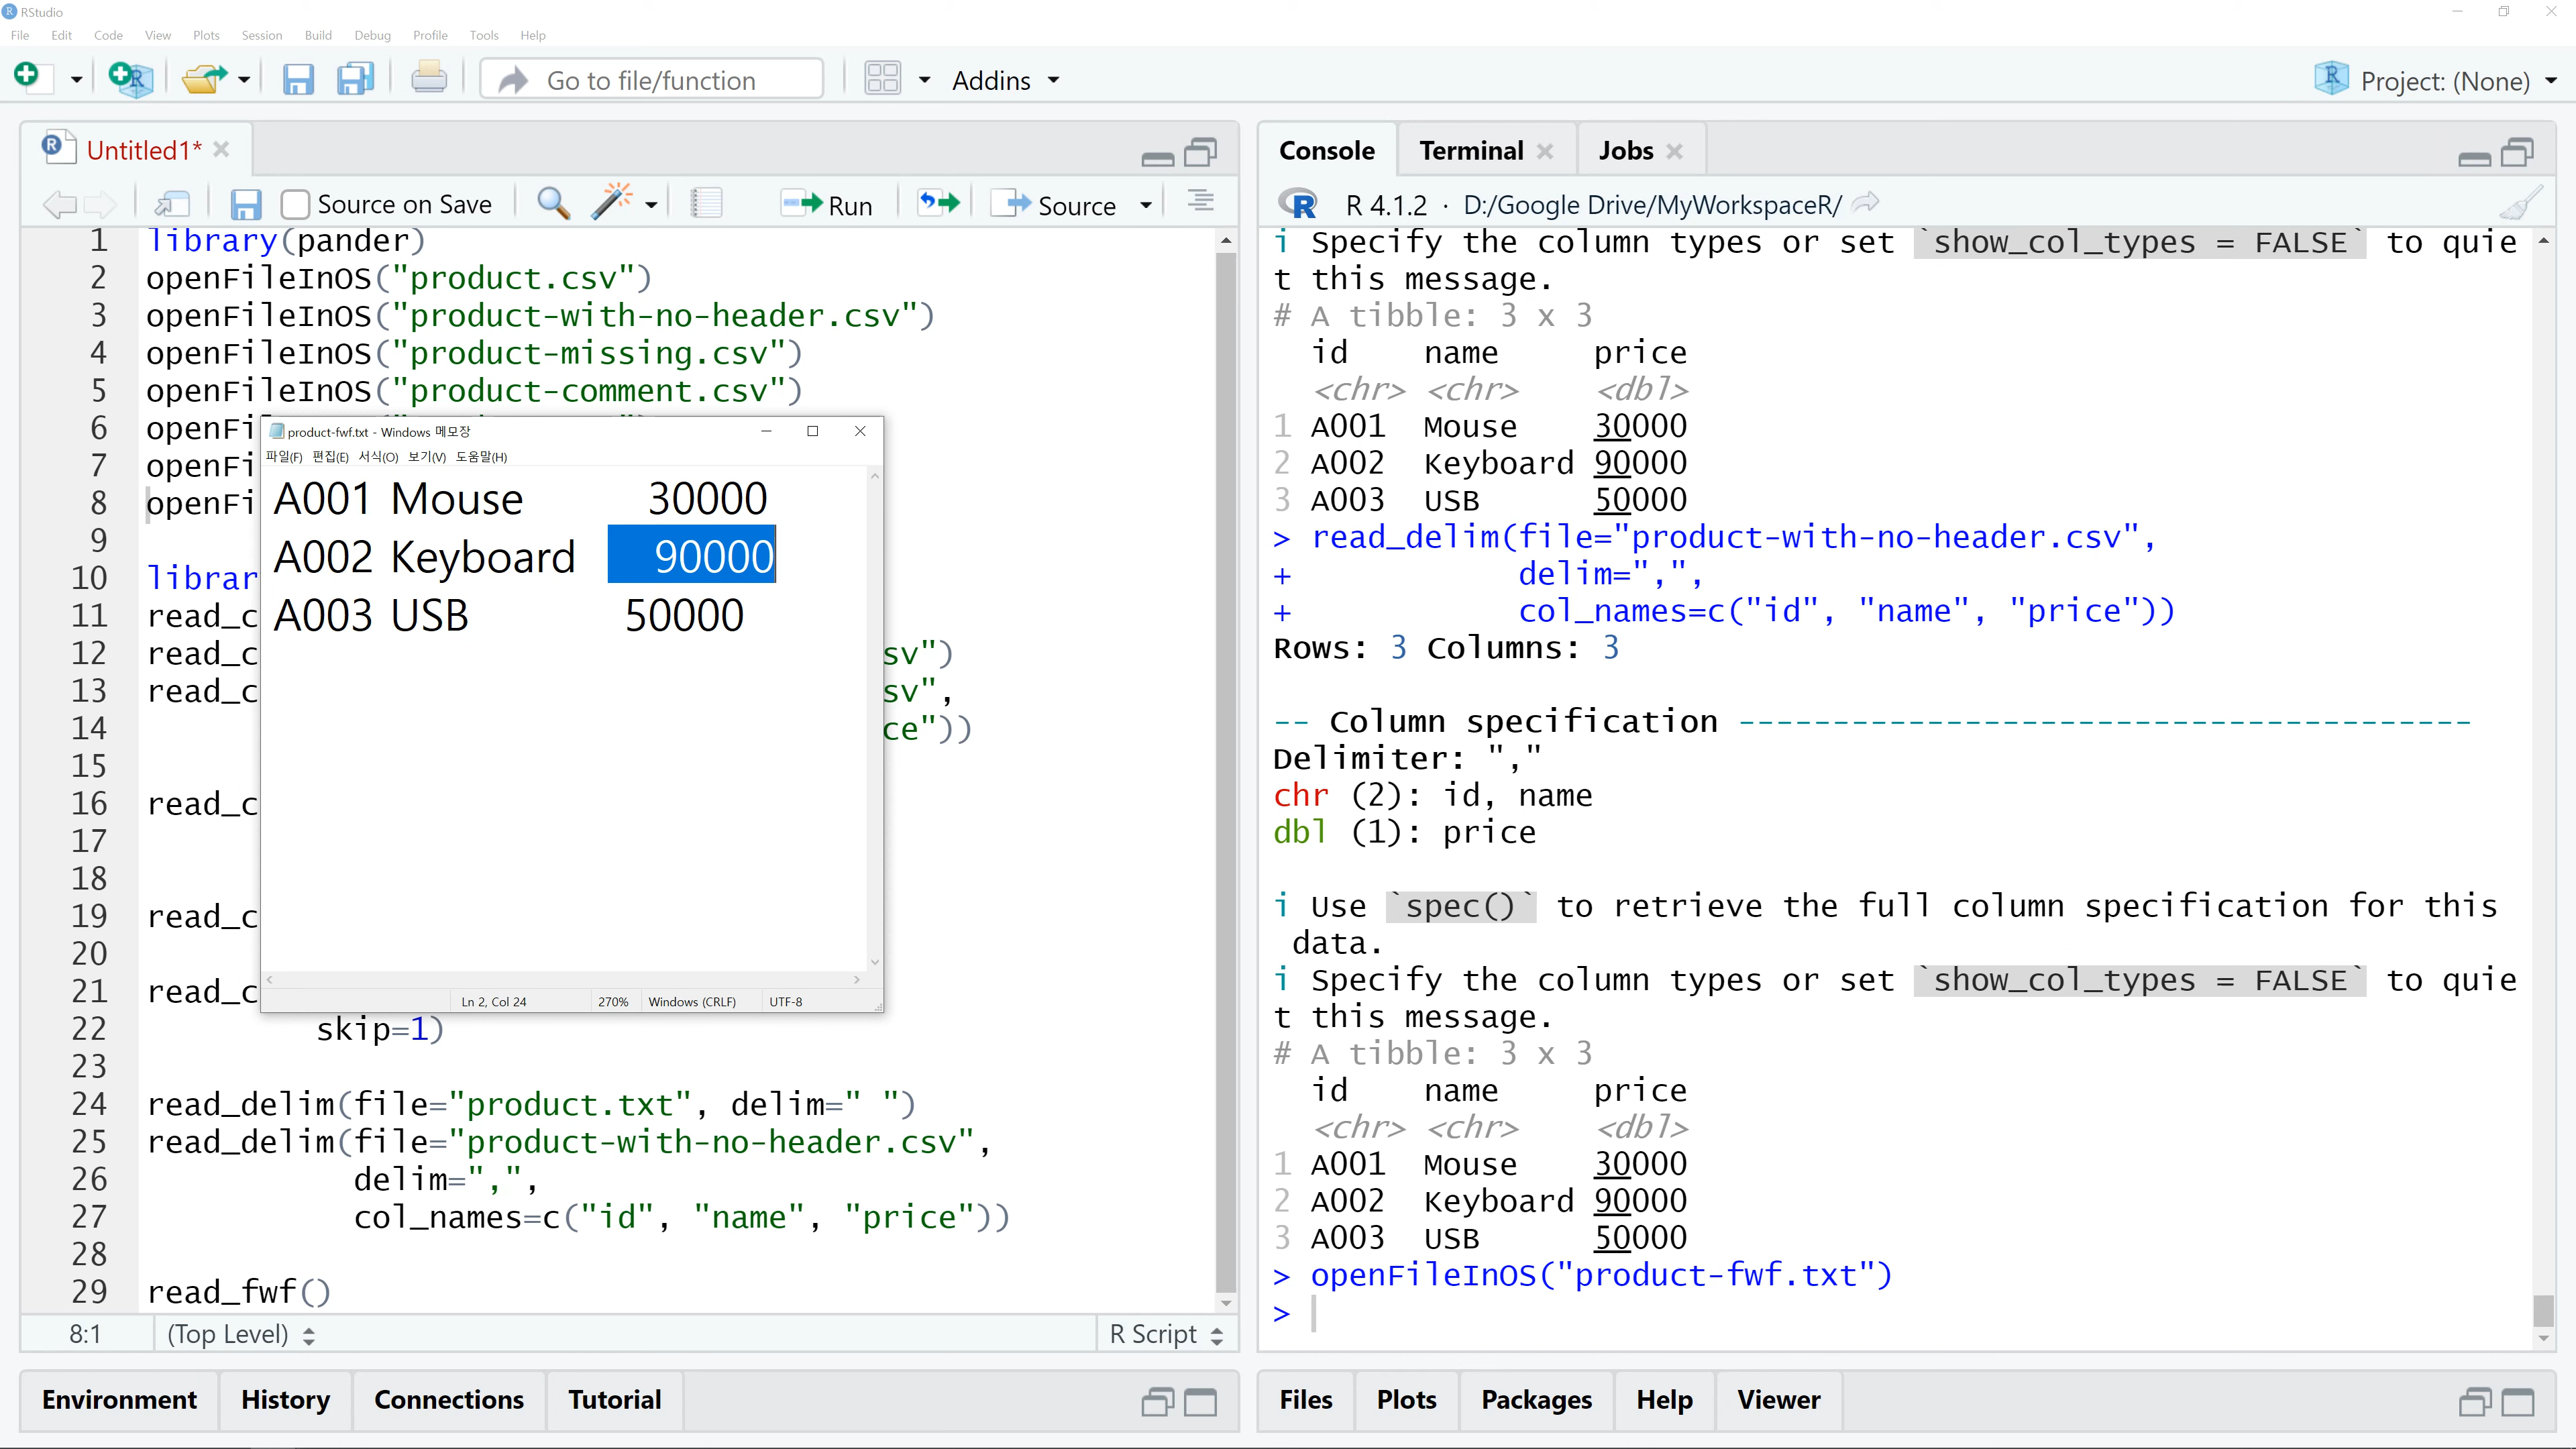 RStudio
File Edit Code View Plots Session Build Debug Profile Tools Help
Go to file/function Addins Project: (None)
Untitled1*
Source on Save Run Source
1 library(pander)
2 openFileInOS("product.csv")
3 openFileInOS("product-with-no-header.csv")
4 openFileInOS("product-missing.csv")
5 openFileInOS("product-comment.csv")
6 openFi
7 openFi
8 openFi
9
10 librar
11 read_c
12 read_c sv")
13 read_c sv",
14 ce"))
15
16 read_c
17
18
19 read_c
20
21 read_c
22 skip=1)
23
24 read_delim(file="product.txt", delim=" ")
25 read_delim(file="product-with-no-header.csv",
26 delim=",",
27 col_names=c("id", "name", "price"))
28
29 read_fwf()
8:1 (Top Level) R Script
product-fwf.txt - Windows 메모장
파일(F) 편집(E) 서식(O) 보기(V) 도움말(H)
A001 Mouse 30000
A002 Keyboard 90000
A003 USB 50000
Ln 2, Col 24 270% Windows (CRLF) UTF-8
Environment History Connections Tutorial
Console Terminal Jobs
R 4.1.2 · D:/Google Drive/MyWorkspaceR/
i Specify the column types or set `show_col_types = FALSE` to quie
t this message.
# A tibble: 3 x 3
id name price
<chr> <chr> <dbl>
1 A001 Mouse 30000
2 A002 Keyboard 90000
3 A003 USB 50000
> read_delim(file="product-with-no-header.csv",
+ delim=",",
+ col_names=c("id", "name", "price"))
Rows: 3 Columns: 3
-- Column specification ---------------------------------------
Delimiter: ","
chr (2): id, name
dbl (1): price
i Use `spec()` to retrieve the full column specification for this
data.
i Specify the column types or set `show_col_types = FALSE` to quie
t this message.
# A tibble: 3 x 3
id name price
<chr> <chr> <dbl>
1 A001 Mouse 30000
2 A002 Keyboard 90000
3 A003 USB 50000
> openFileInOS("product-fwf.txt")
>
Files Plots Packages Help Viewer